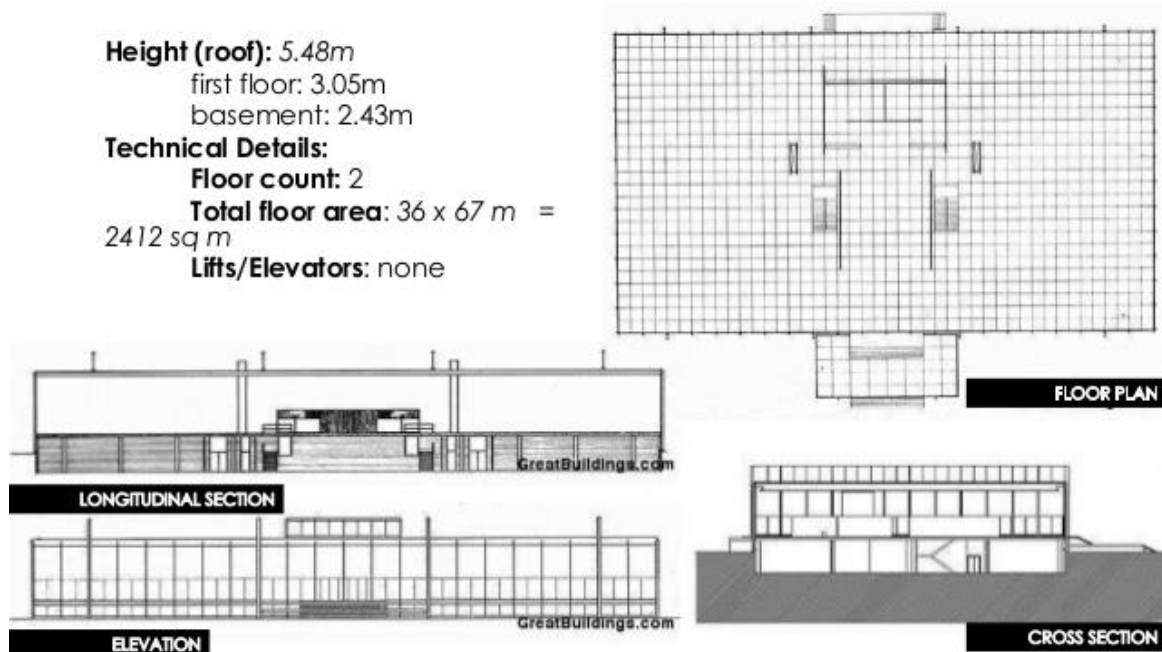 Height (roof): 5.48m
first floor: 3.05m
basement: 2.43m
Technical Details:
Floor count: 2
Total floor area: 36 x 67 m =
2412 sq m
Lifts/Elevators: none
FLOOR PLAN
GreatBuildings.com
LONGITUDINAL SECTION
GreatBuildings.com
ELEVATION
CROSS SECTION